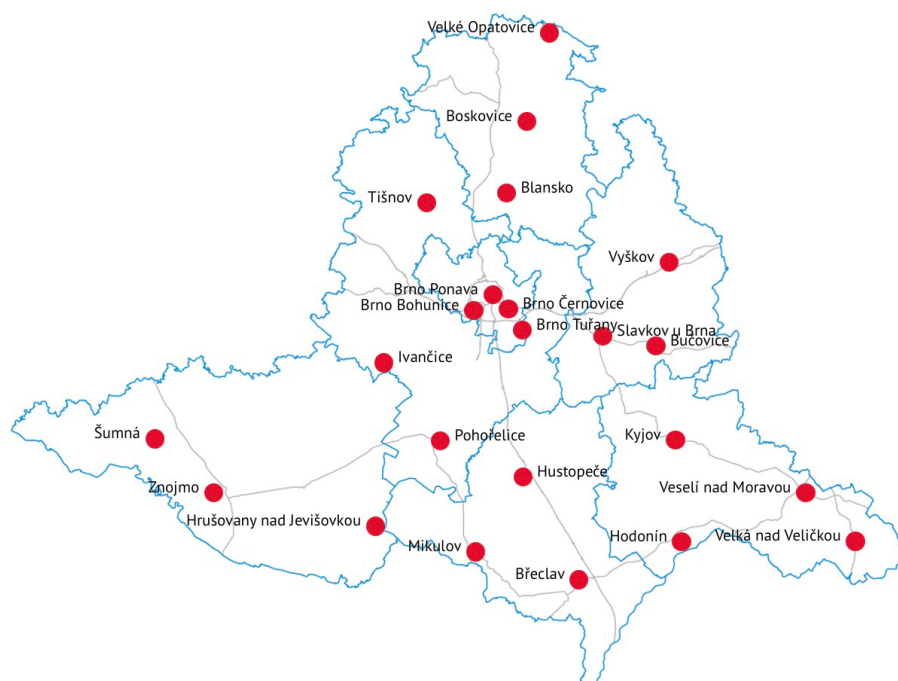 Velké Opatovice
Boskovice
Blansko
Tišnov
Vyškov
Brno Ponava
Brno Bohunice
Brno Černovice
Brno Tuřany
Slavkov u Brna
Bučovice
Ivančice
Šumná
Pohořelice
Kyjov
Hustopeče
Znojmo
Veselí nad Moravou
Hrušovany nad Jevišovkou
Hodonín
Velká nad Veličkou
Mikulov
Břeclav